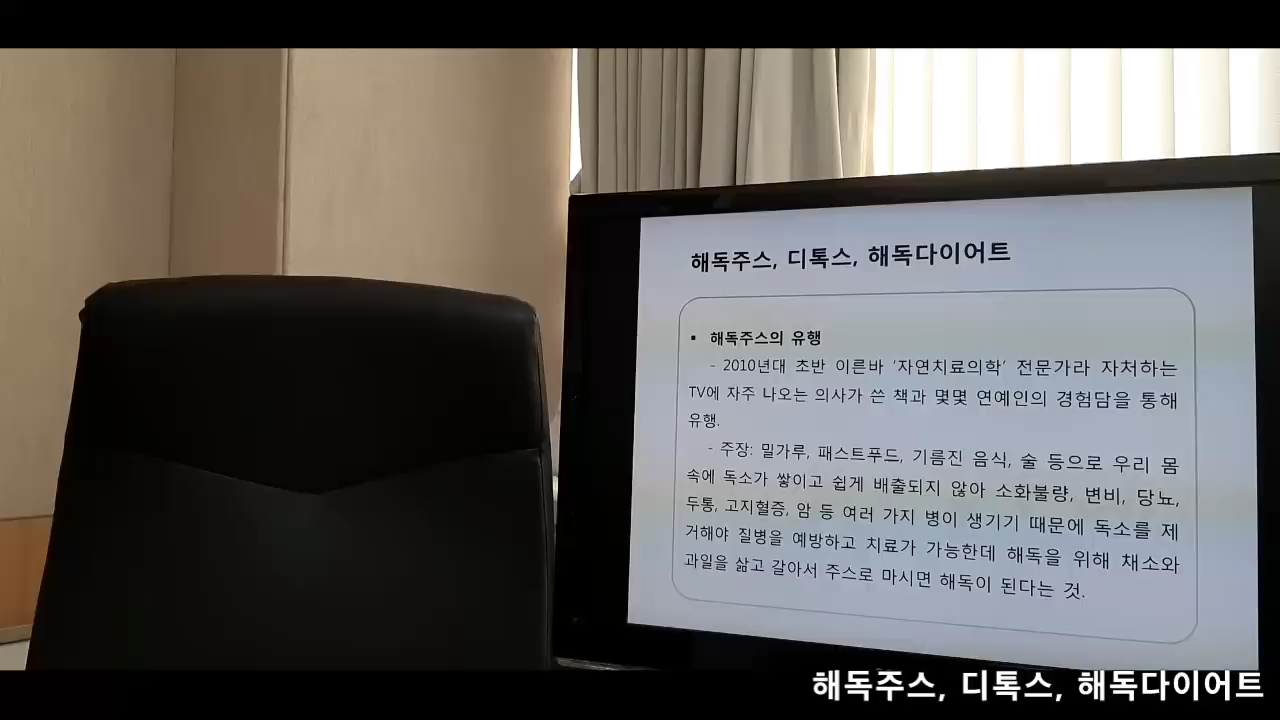 해독주스, 디톡스, 해독다이어트
▪ 해독주스의 유행
- 2010년대 초반 이른바 ‘자연치료의학’ 전문가라 자처하는
TV에 자주 나오는 의사가 쓴 책과 몇몇 연예인의 경험담을 통해
유행.
- 주장: 밀가루, 패스트푸드, 기름진 음식, 술 등으로 우리 몸
속에 독소가 쌓이고 쉽게 배출되지 않아 소화불량, 변비, 당뇨,
두통, 고지혈증, 암 등 여러 가지 병이 생기기 때문에 독소를 제
거해야 질병을 예방하고 치료가 가능한데 해독을 위해 채소와
과일을 삶고 갈아서 주스로 마시면 해독이 된다는 것.
해독주스, 디톡스, 해독다이어트